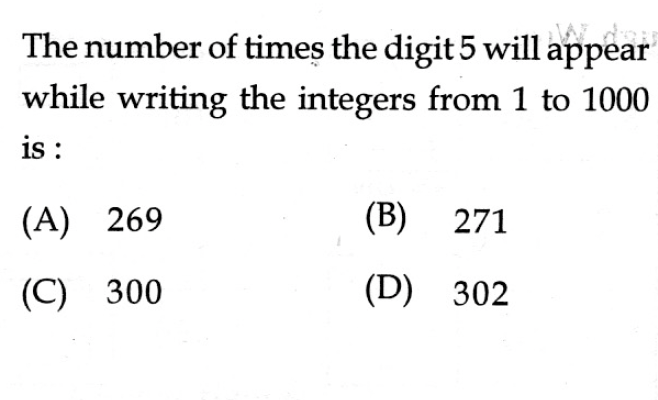 The number of times the digit 5 will appear
while writing the integers from 1 to 1000
is :
(A) 269 (B) 271
(C) 300 (D) 302